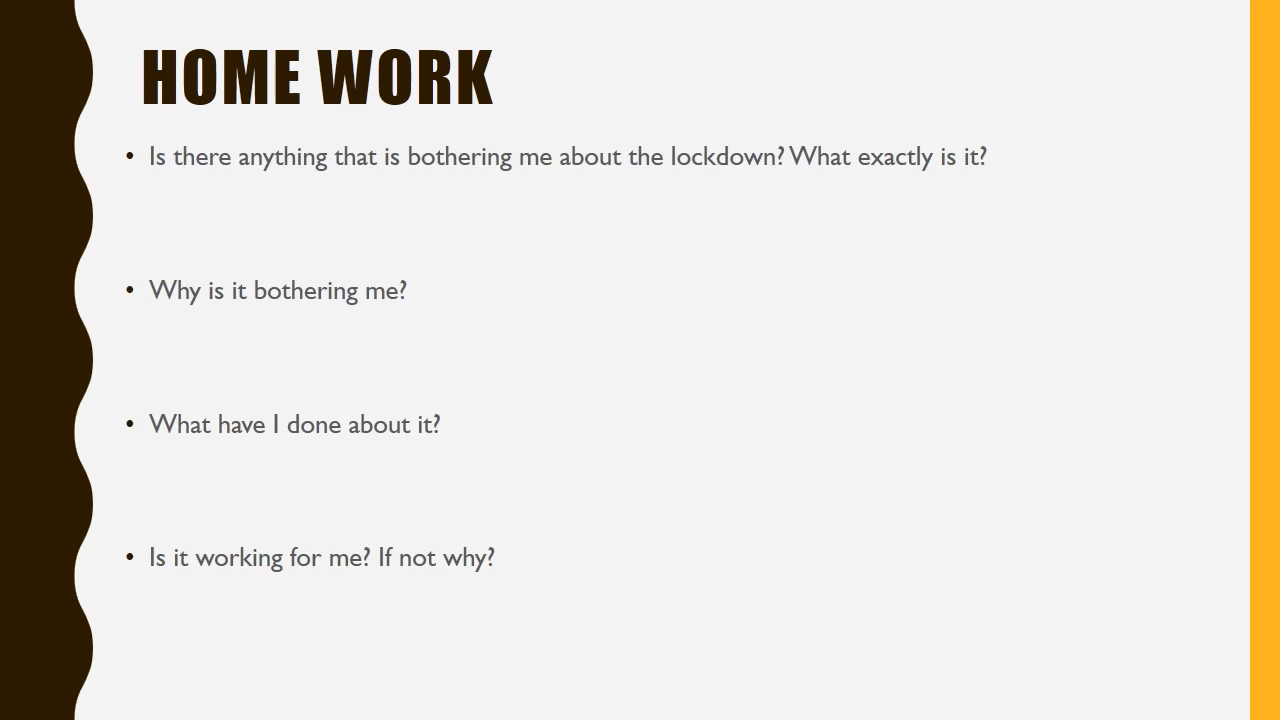 HOME WORK
• Is there anything that is bothering me about the lockdown? What exactly is it?
• Why is it bothering me?
• What have I done about it?
• Is it working for me? If not why?